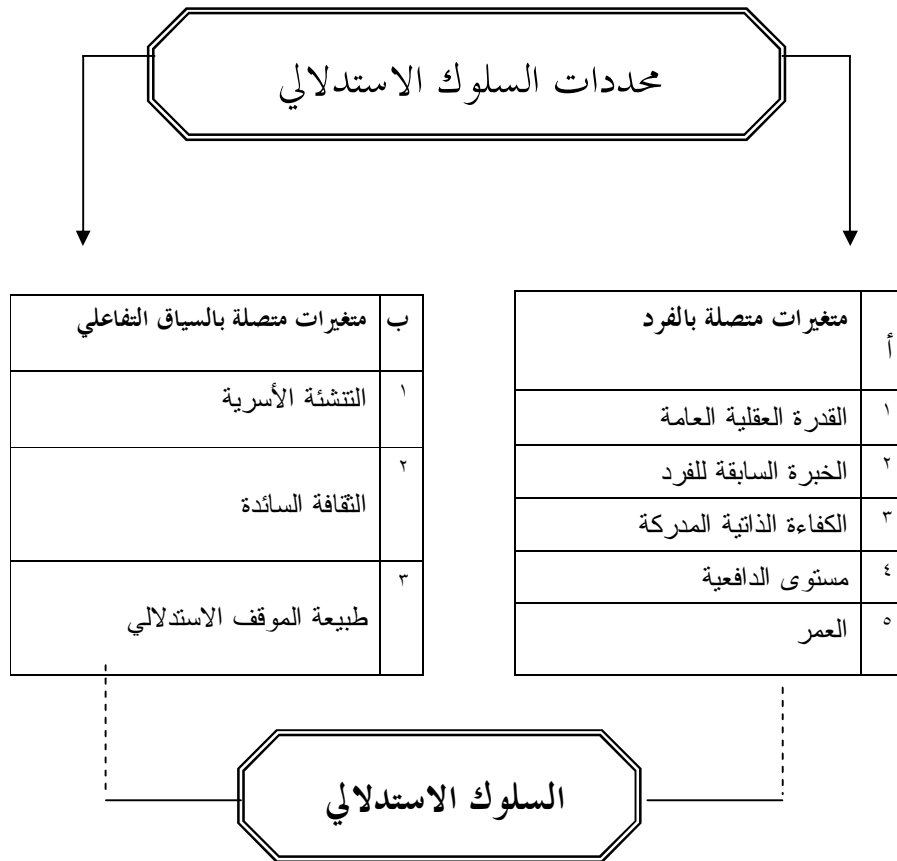 محددات السلوك الاستدلالي
أ متغيرات متصلة بالفرد
١ القدرة العقلية العامة
٢ الخبرة السابقة للفرد
٣ الكفاءة الذاتية المدركة
٤ مستوى الدافعية
٥ العمر
ب متغيرات متصلة بالسياق التفاعلي
١ التنشئة الأسرية
٢ الثقافة السائدة
٣ طبيعة الموقف الاستدلالي
السلوك الاستدلالي